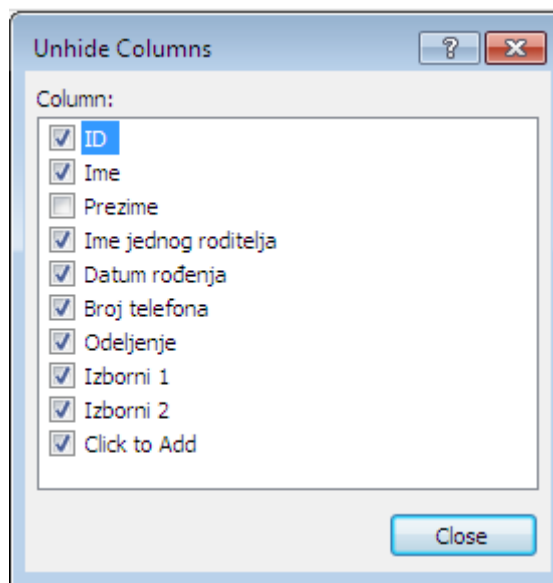 Unhide Columns
Column:
ID
Ime
Prezime
Ime jednog roditelja
Datum rođenja
Broj telefona
Odeljenje
Izborni 1
Izborni 2
Click to Add
Close